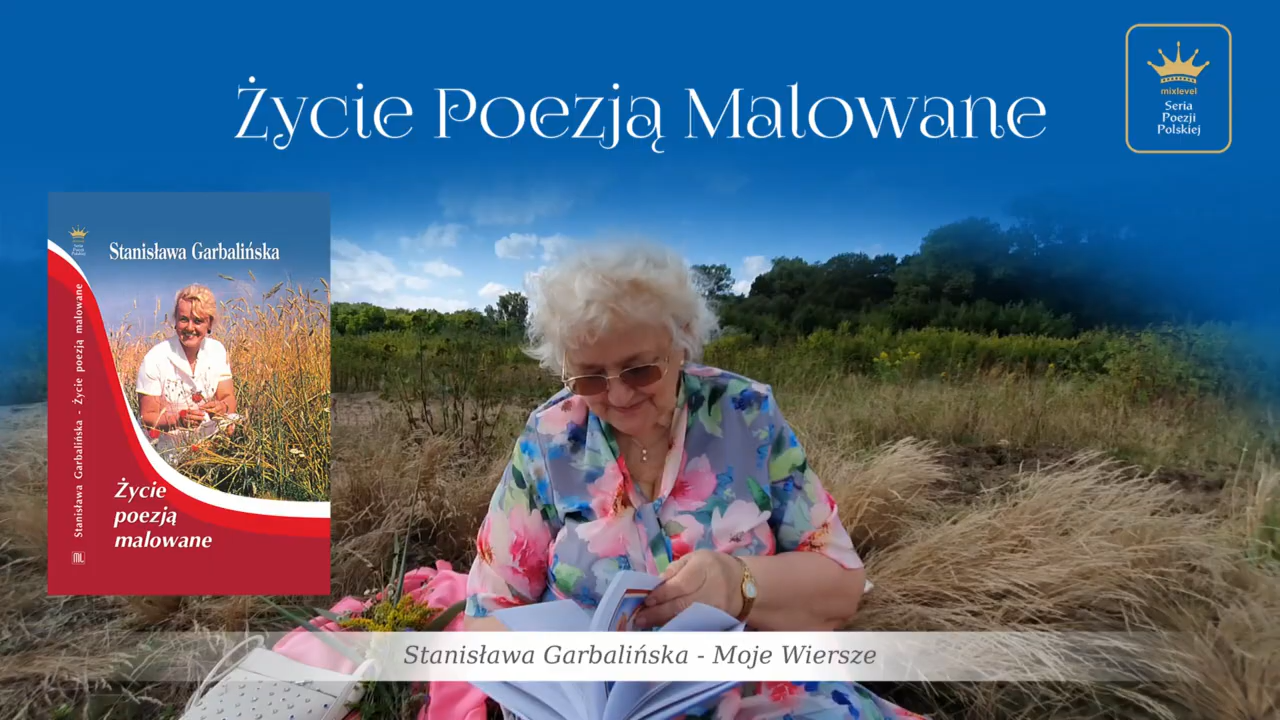 Życie Poezją Malowane
mixlevel
Seria
Poezji
Polskiej
Stanisława Garbalińska
Stanisława Garbalińska - Życie poezją malowane
ML
Życie
poezją
malowane
Stanisława Garbalińska - Moje Wiersze